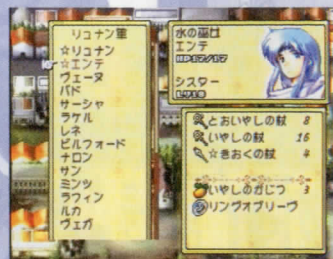 リュナン軍
☆リュナン
☆エンテ
ヴェーヌ
バド
サーシャ
ラケル
レネ
ビルフォード
ナロン
サン
ミンツ
ラフィン
ルカ
ヴェガ
水の巫女
エンテ
HP17/17
シスター
とおいやしの杖 8
いやしの杖 16
☆きおくの杖 4
いやしのかじつ 3
リングオブリーヴ